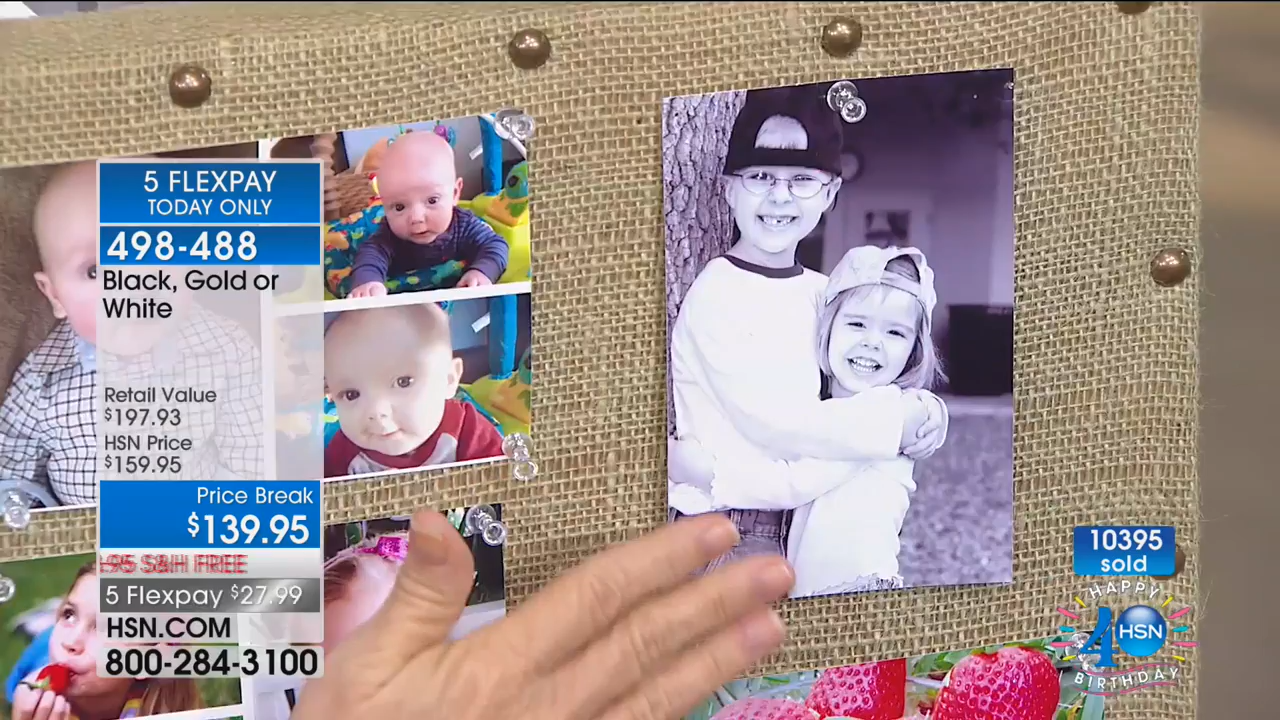 5 FLEXPAY
TODAY ONLY
498-488
Black, Gold or
White
Retail Value
$197.93
HSN Price
$159.95
Price Break
$139.95
S&H FREE
5 Flexpay $27.99
HSN.COM
800-284-3100
10395
sold
HAPPY
40
HSN
BIRTHDAY